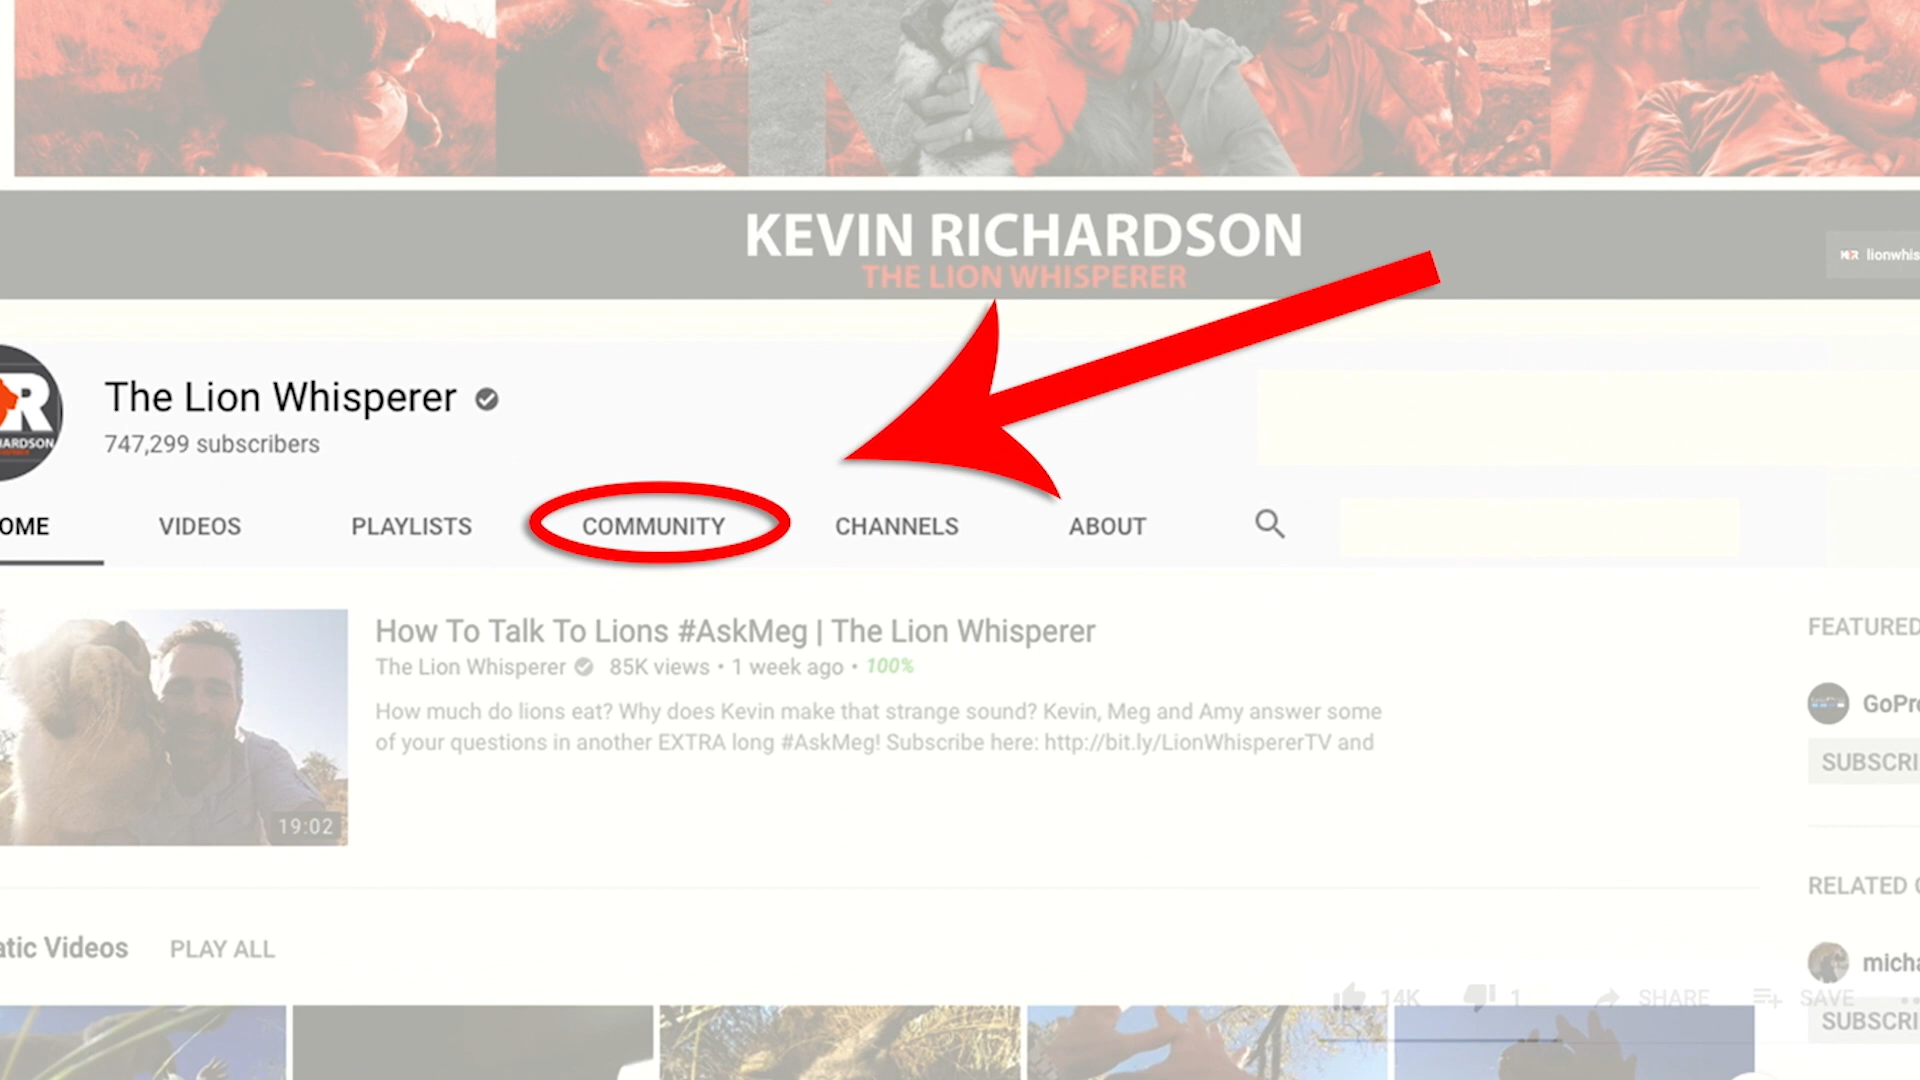 KEVIN RICHARDSON
THE LION WHISPERER
lionwhis
R
ARDSON
The Lion Whisperer
747,299 subscribers
OME VIDEOS PLAYLISTS COMMUNITY CHANNELS ABOUT
How To Talk To Lions #AskMeg | The Lion Whisperer
The Lion Whisperer 85K views • 1 week ago • 100%
How much do lions eat? Why does Kevin make that strange sound? Kevin, Meg and Amy answer some
of your questions in another EXTRA long #AskMeg! Subscribe here: http://bit.ly/LionWhispererTV and
19:02
FEATURED
GoPro
SUBSCRI
RELATED C
micha
SUBSCRI
atic Videos PLAY ALL
14K 1 SHARE SAVE